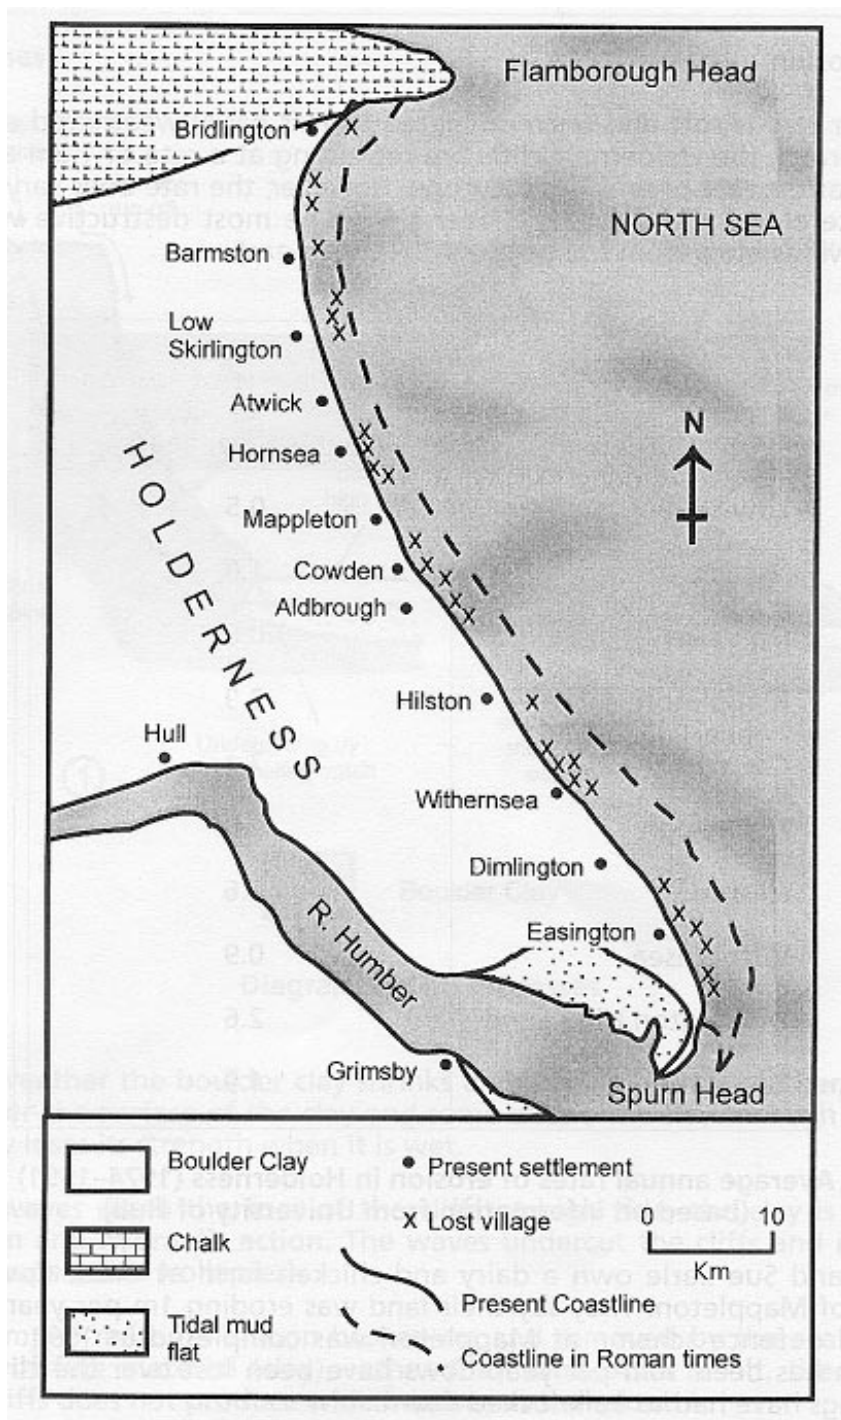 Flamborough Head
Bridlington
NORTH SEA
Barmston
Low
Skirlington
Atwick
N
Hornsea
HOLDERNESS
Mappleton
Cowden
Aldbrough
Hilston
Hull
Withernsea
Dimlington
Easington
R. Humber
Grimsby
Spurn Head
Boulder Clay
Present settlement
x Lost village
0 10
Km
Chalk
Present Coastline
Tidal mud
flat
Coastline in Roman times